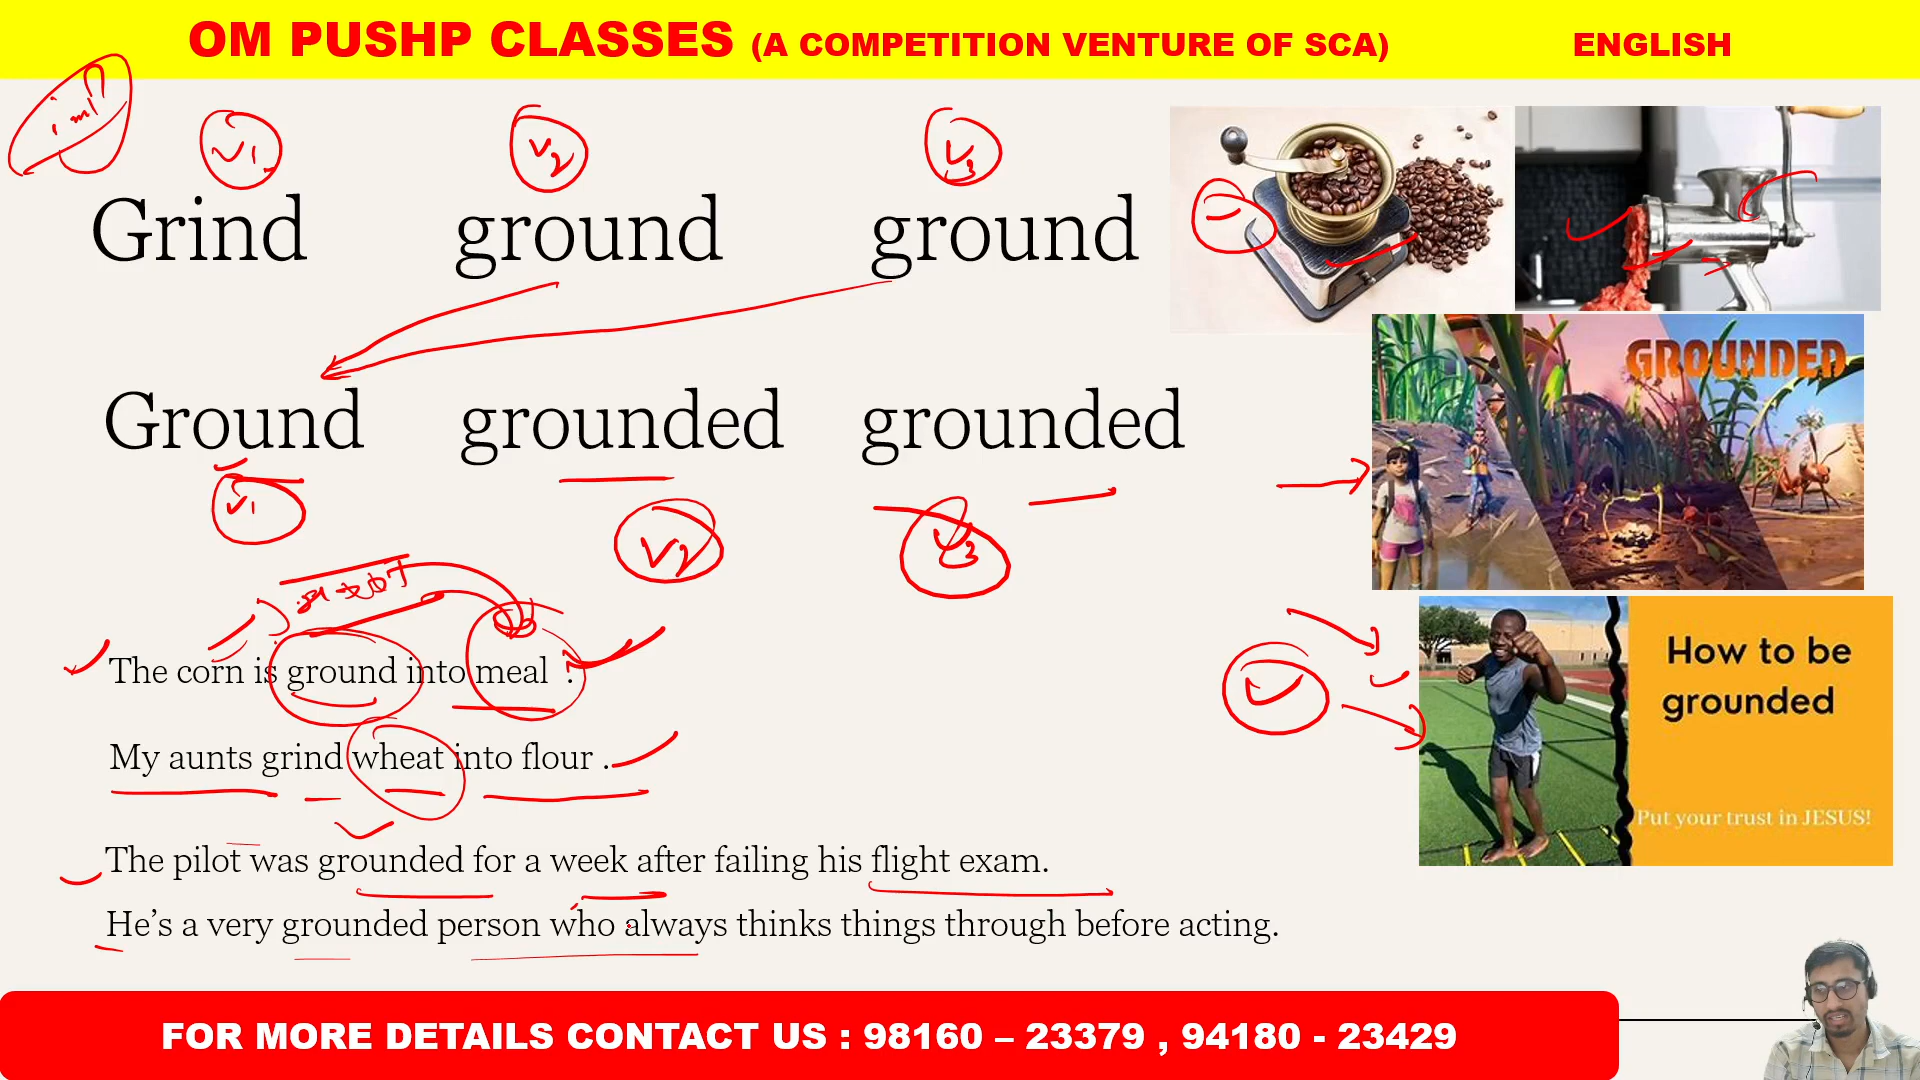 OM PUSHP CLASSES (A COMPETITION VENTURE OF SCA) ENGLISH
V1 V2 V3
Grind ground ground
GROUNDED
Ground grounded grounded
V1 V2 V3
The corn is ground into meal .
My aunts grind wheat into flour .
The pilot was grounded for a week after failing his flight exam.
He’s a very grounded person who always thinks things through before acting.
How to be
grounded
Put your trust in JESUS!
FOR MORE DETAILS CONTACT US : 98160 – 23379 , 94180 - 23429